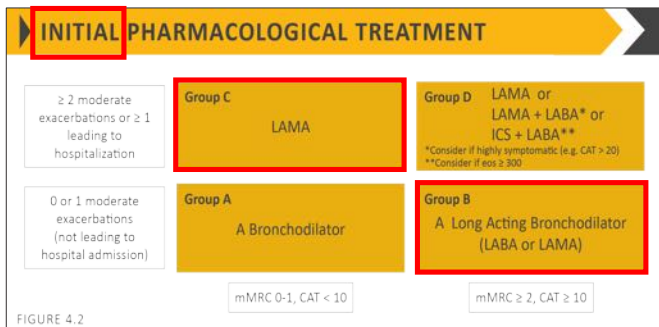 INITIAL PHARMACOLOGICAL TREATMENT
≥ 2 moderate
exacerbations or ≥ 1
leading to
hospitalization
Group C
LAMA
Group D
LAMA or
LAMA + LABA* or
ICS + LABA**
*Consider if highly symptomatic (e.g. CAT > 20)
**Consider if eos ≥ 300
0 or 1 moderate
exacerbations
(not leading to
hospital admission)
Group A
A Bronchodilator
Group B
A Long Acting Bronchodilator
(LABA or LAMA)
mMRC 0-1, CAT < 10
mMRC ≥ 2, CAT ≥ 10
FIGURE 4.2